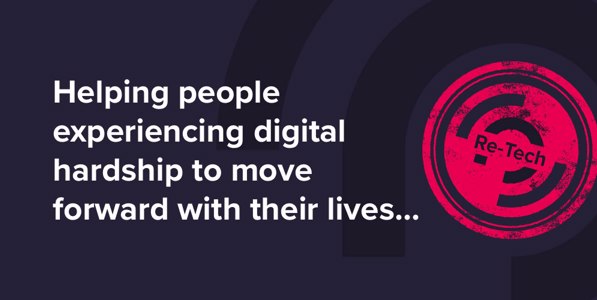 Helping people
experiencing digital
hardship to move
forward with their lives...
Re-Tech